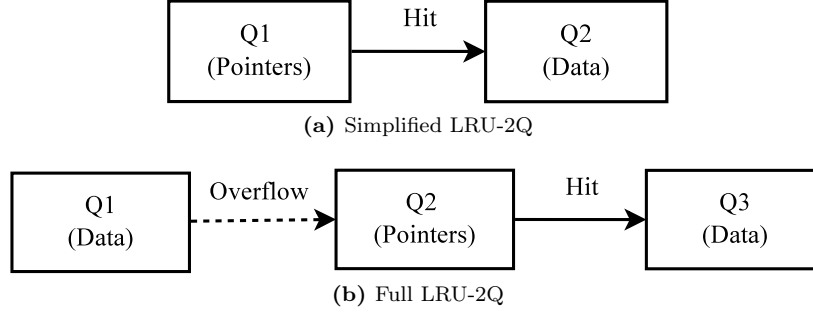 Q1
(Pointers)
Hit
Q2
(Data)
(a) Simplified LRU-2Q
Q1
(Data)
Overflow
Q2
(Pointers)
Hit
Q3
(Data)
(b) Full LRU-2Q